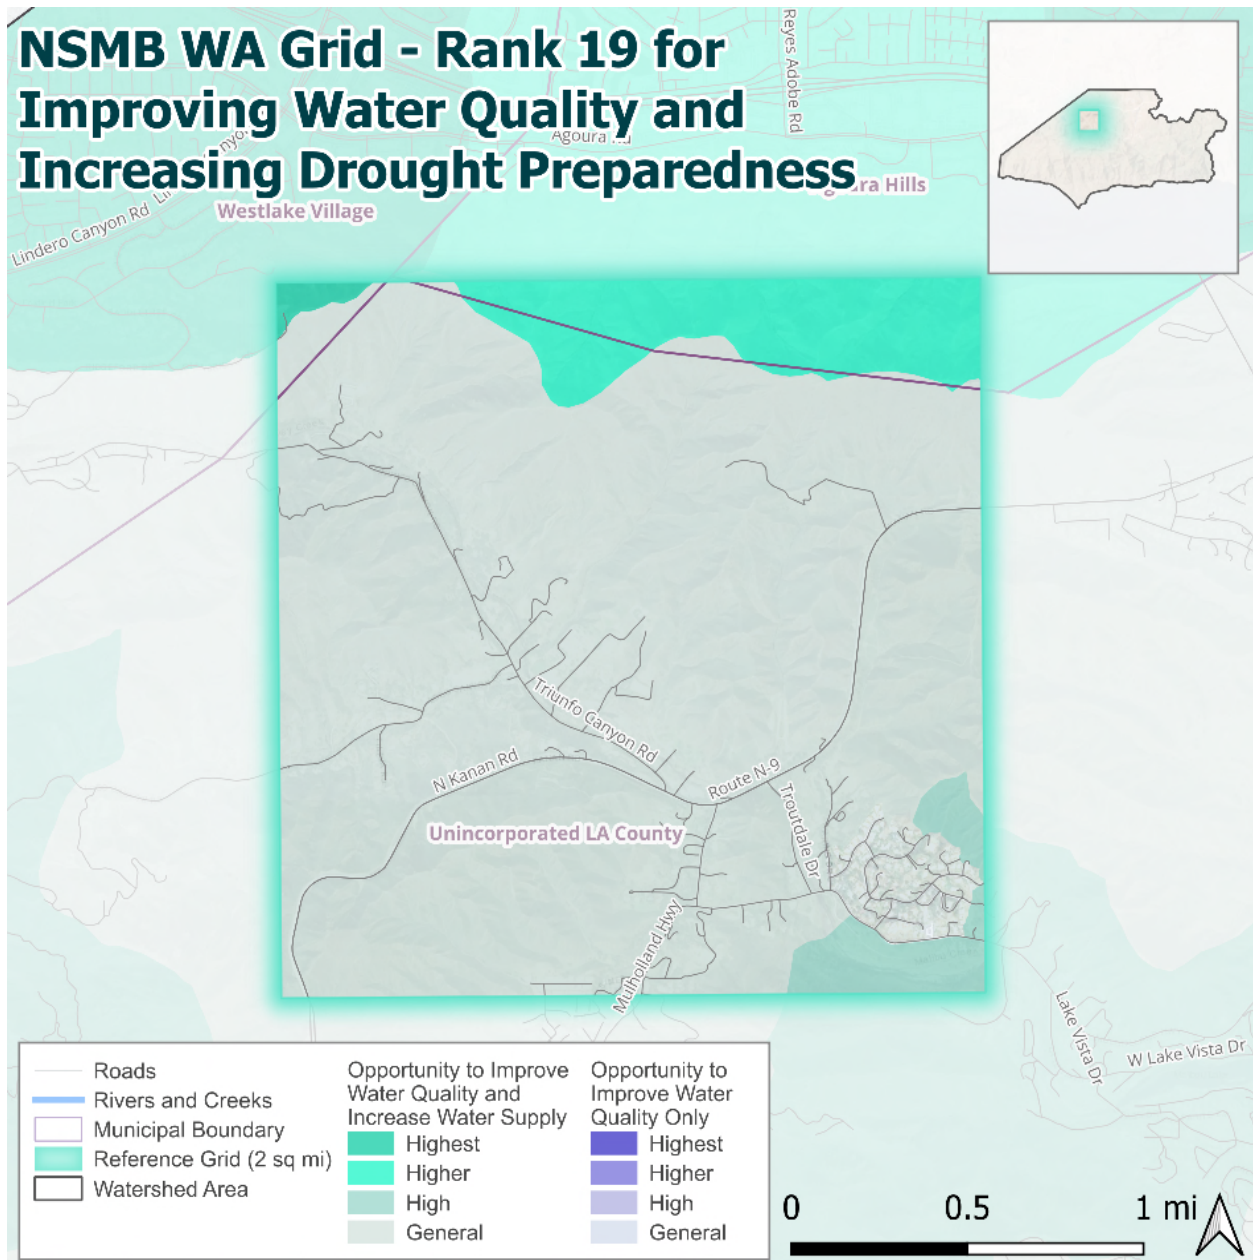 NSMB WA Grid - Rank 19 for
Improving Water Quality and
Increasing Drought Preparedness
Reyes Adobe Rd
Agoura
Hills
Westlake Village
Lindero Canyon Rd
Triunfo Canyon Rd
N Kanan Rd
Route N-9
Troutdale Dr
Unincorporated LA County
Mulholland Hwy
Lake Vista Dr
W Lake Vista Dr
Roads
Rivers and Creeks
Municipal Boundary
Reference Grid (2 sq mi)
Watershed Area
Opportunity to Improve
Water Quality and
Increase Water Supply
Highest
Higher
High
General
Opportunity to
Improve Water
Quality Only
Highest
Higher
High
General
0 0.5 1 mi